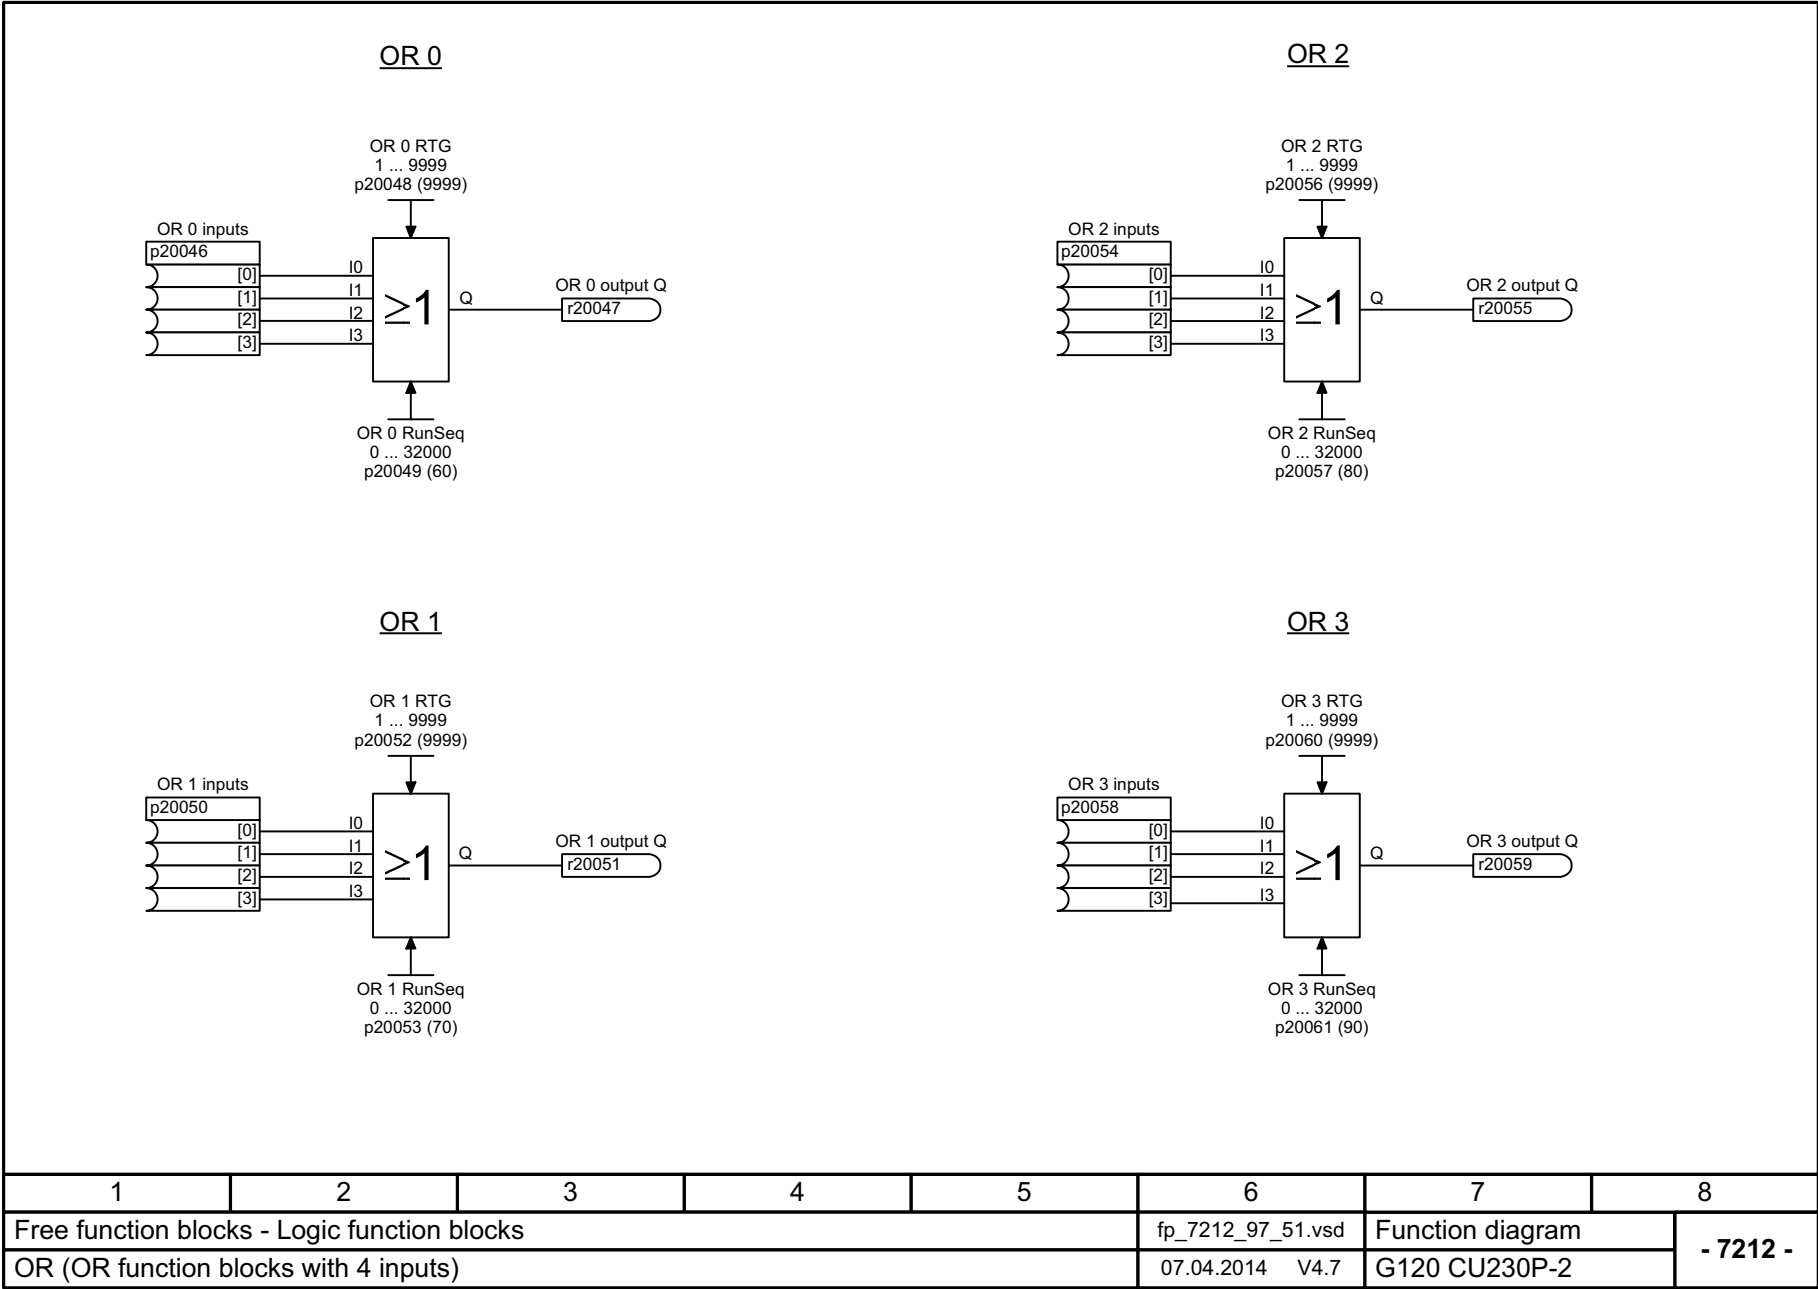 OR 0
OR 0 RTG
1 ... 9999
p20048 (9999)
OR 0 inputs
p20046
[0]
[1]
[2]
[3]
I0
I1
I2
I3
≥1
Q
OR 0 output Q
r20047
OR 0 RunSeq
0 ... 32000
p20049 (60)
OR 2
OR 2 RTG
1 ... 9999
p20056 (9999)
OR 2 inputs
p20054
[0]
[1]
[2]
[3]
I0
I1
I2
I3
≥1
Q
OR 2 output Q
r20055
OR 2 RunSeq
0 ... 32000
p20057 (80)
OR 1
OR 1 RTG
1 ... 9999
p20052 (9999)
OR 1 inputs
p20050
[0]
[1]
[2]
[3]
I0
I1
I2
I3
≥1
Q
OR 1 output Q
r20051
OR 1 RunSeq
0 ... 32000
p20053 (70)
OR 3
OR 3 RTG
1 ... 9999
p20060 (9999)
OR 3 inputs
p20058
[0]
[1]
[2]
[3]
I0
I1
I2
I3
≥1
Q
OR 3 output Q
r20059
OR 3 RunSeq
0 ... 32000
p20061 (90)
1 2 3 4 5 6 7 8
Free function blocks - Logic function blocks
fp_7212_97_51.vsd
Function diagram
- 7212 -
OR (OR function blocks with 4 inputs)
07.04.2014 V4.7
G120 CU230P-2